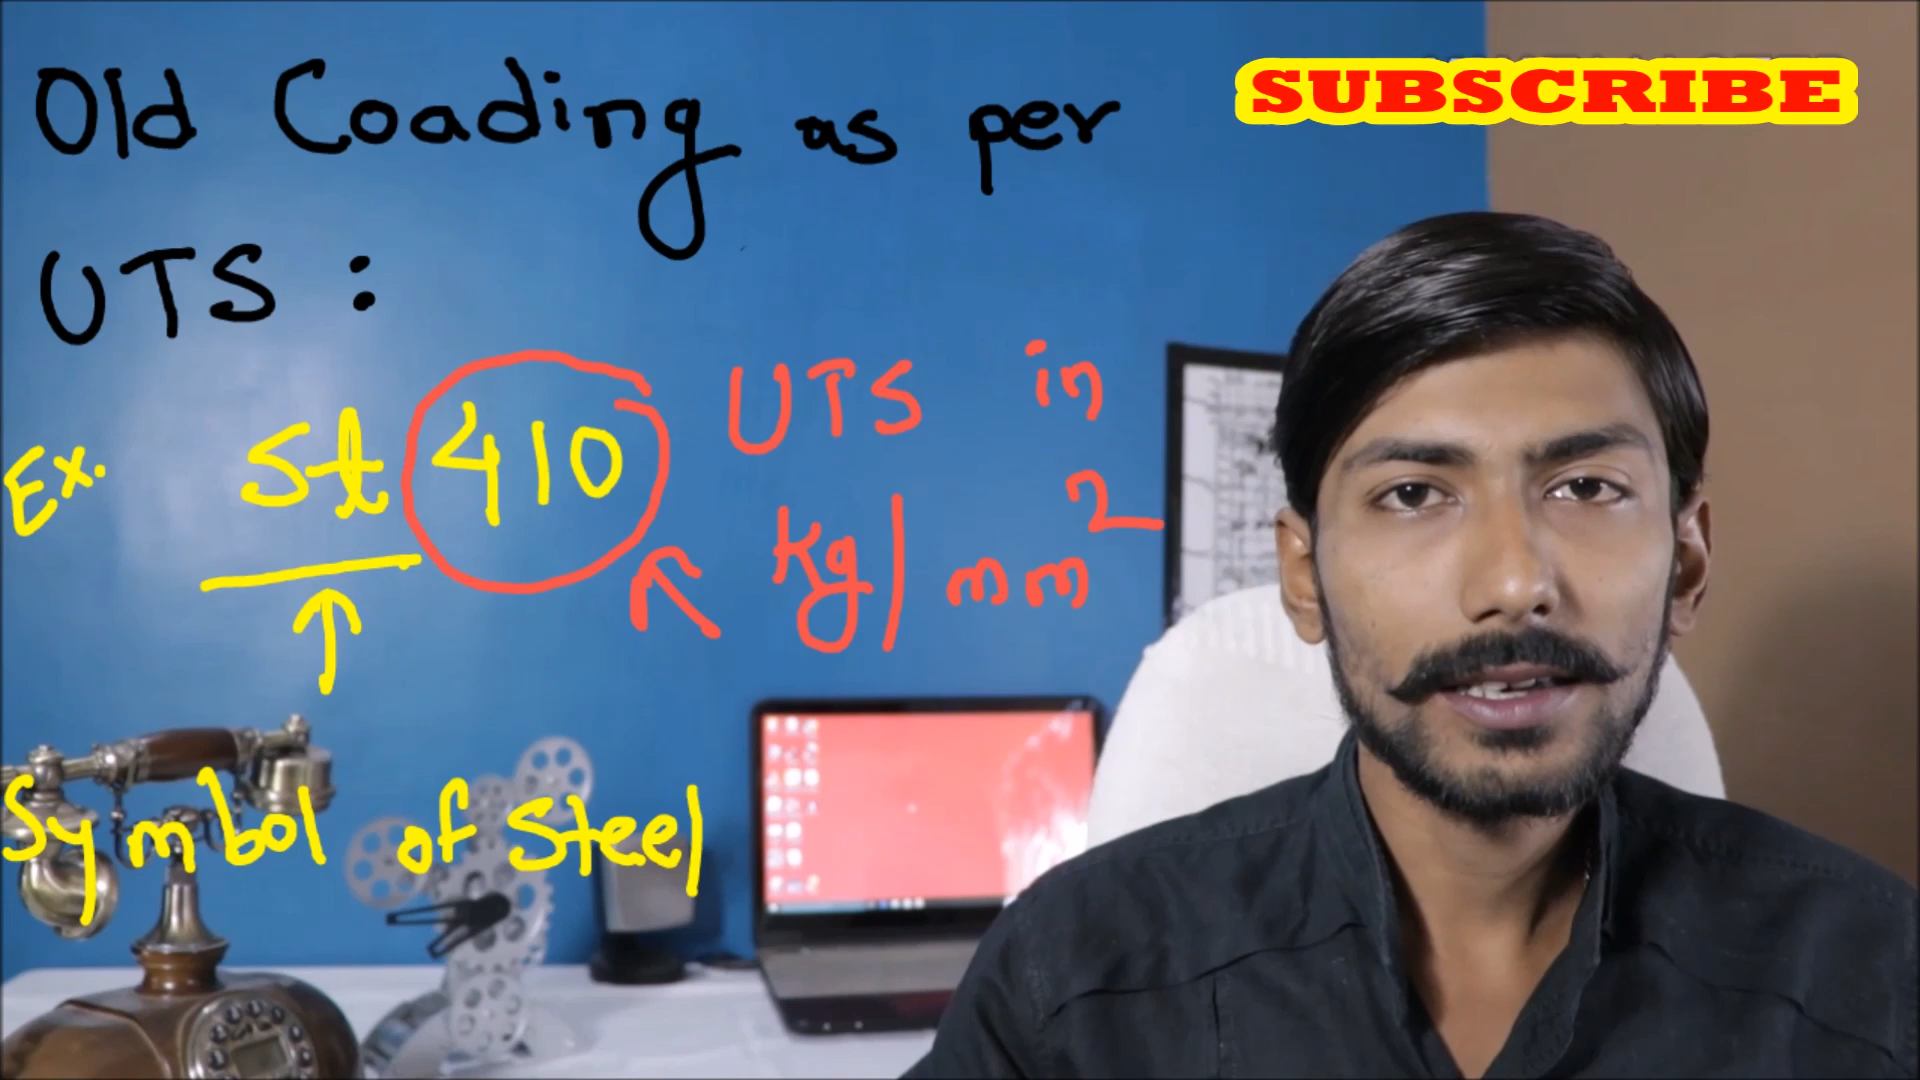 Old Coading as per
SUBSCRIBE
UTS :
Ex. St 410 UTS in
Kg/mm²
Symbol of Steel